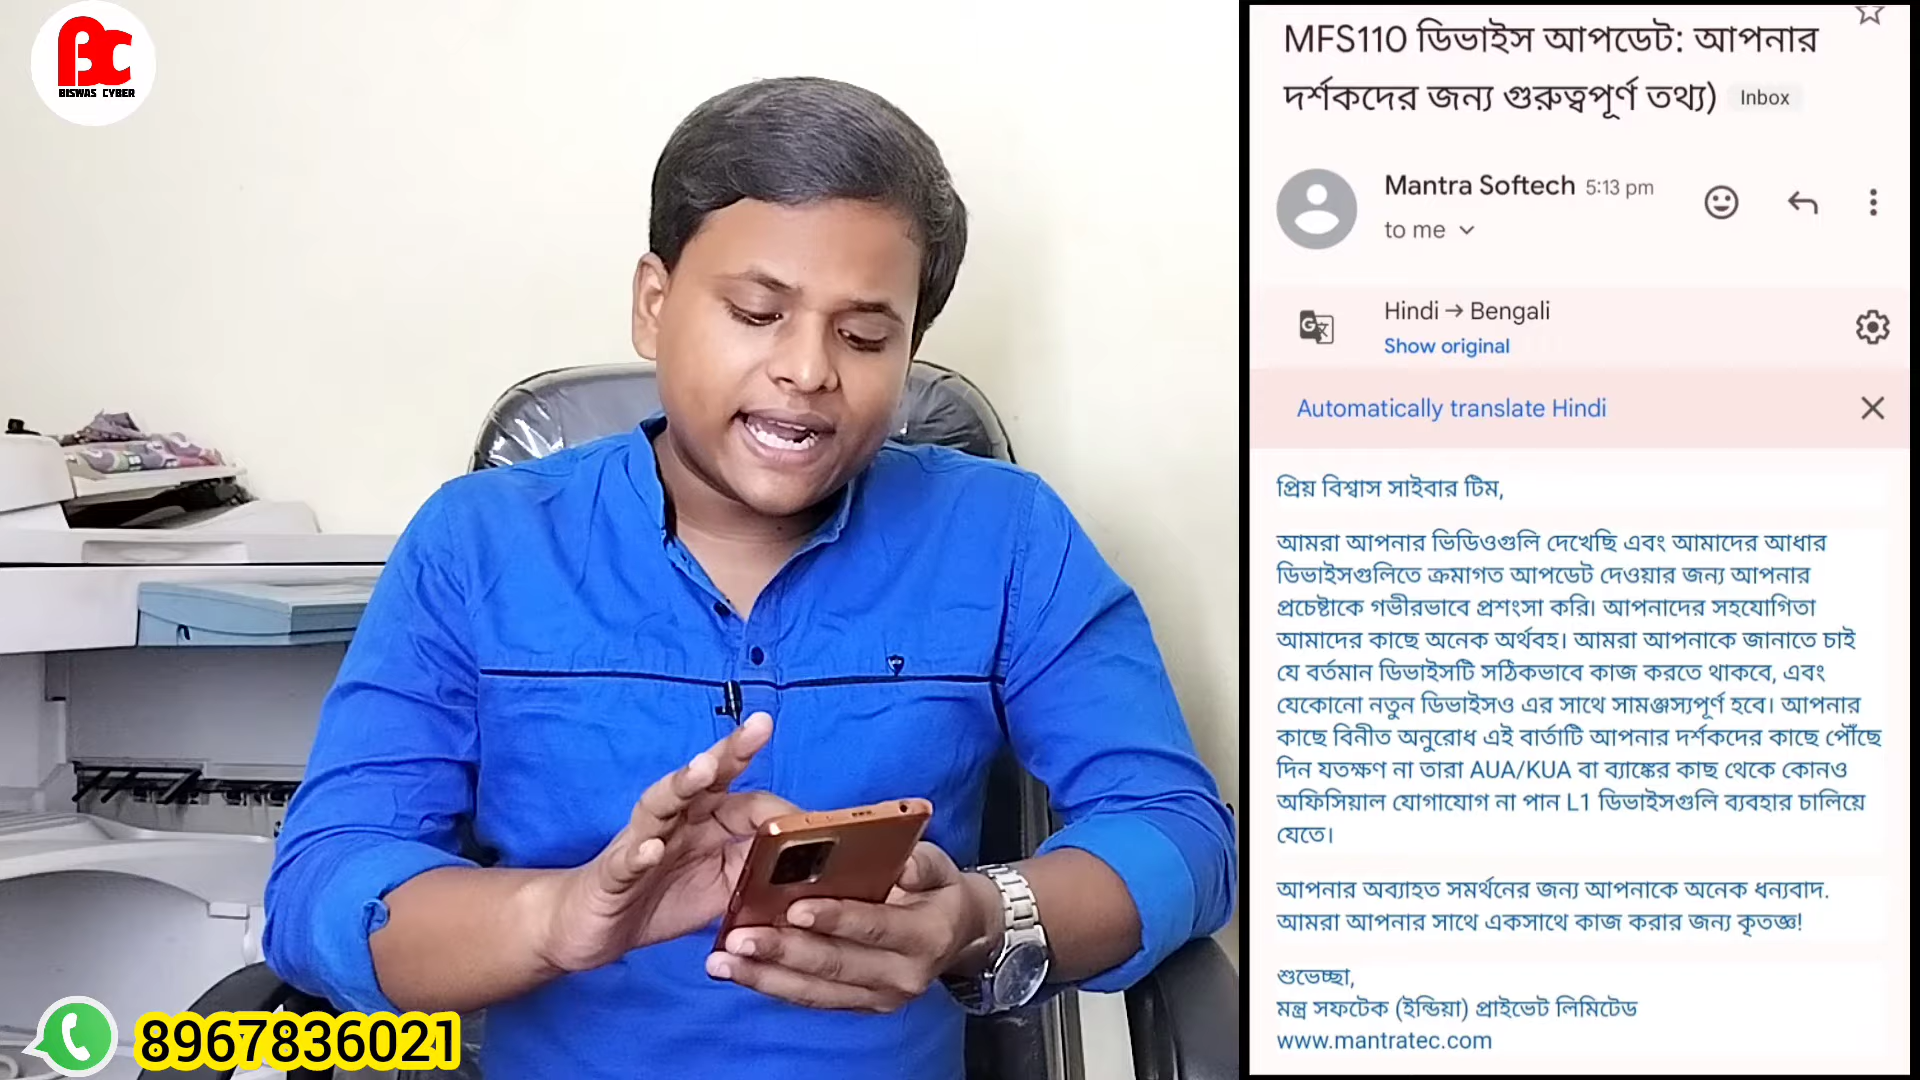 BC
BISWAS CYBER
MFS110 ডিভাইস আপডেট: আপনার
দর্শকদের জন্য গুরুত্বপূর্ণ তথ্য)
Inbox
Mantra Softech 5:13 pm
to me
Hindi → Bengali
Show original
Automatically translate Hindi
প্রিয় বিশ্বাস সাইবার টিম,
আমরা আপনার ভিডিওগুলি দেখেছি এবং আমাদের আধার
ডিভাইসগুলিতে ক্রমাগত আপডেট দেওয়ার জন্য আপনার
প্রচেষ্টাকে গভীরভাবে প্রশংসা করি। আপনাদের সহযোগিতা
আমাদের কাছে অনেক অর্থবহ। আমরা আপনাকে জানাতে চাই
যে বর্তমান ডিভাইসটি সঠিকভাবে কাজ করতে থাকবে, এবং
যেকোনো নতুন ডিভাইসও এর সাথে সামঞ্জস্যপূর্ণ হবে। আপনার
কাছে বিনীত অনুরোধ এই বার্তাটি আপনার দর্শকদের কাছে পৌঁছে
দিন যতক্ষণ না তারা AUA/KUA বা ব্যাঙ্কের কাছ থেকে কোনও
অফিসিয়াল যোগাযোগ না পান L1 ডিভাইসগুলি ব্যবহার চালিয়ে
যেতে।
আপনার অব্যাহত সমর্থনের জন্য আপনাকে অনেক ধন্যবাদ.
আমরা আপনার সাথে একসাথে কাজ করার জন্য কৃতজ্ঞ!
শুভেচ্ছা,
মন্ত্র সফটেক (ইন্ডিয়া) প্রাইভেট লিমিটেড
www.mantratec.com
8967836021